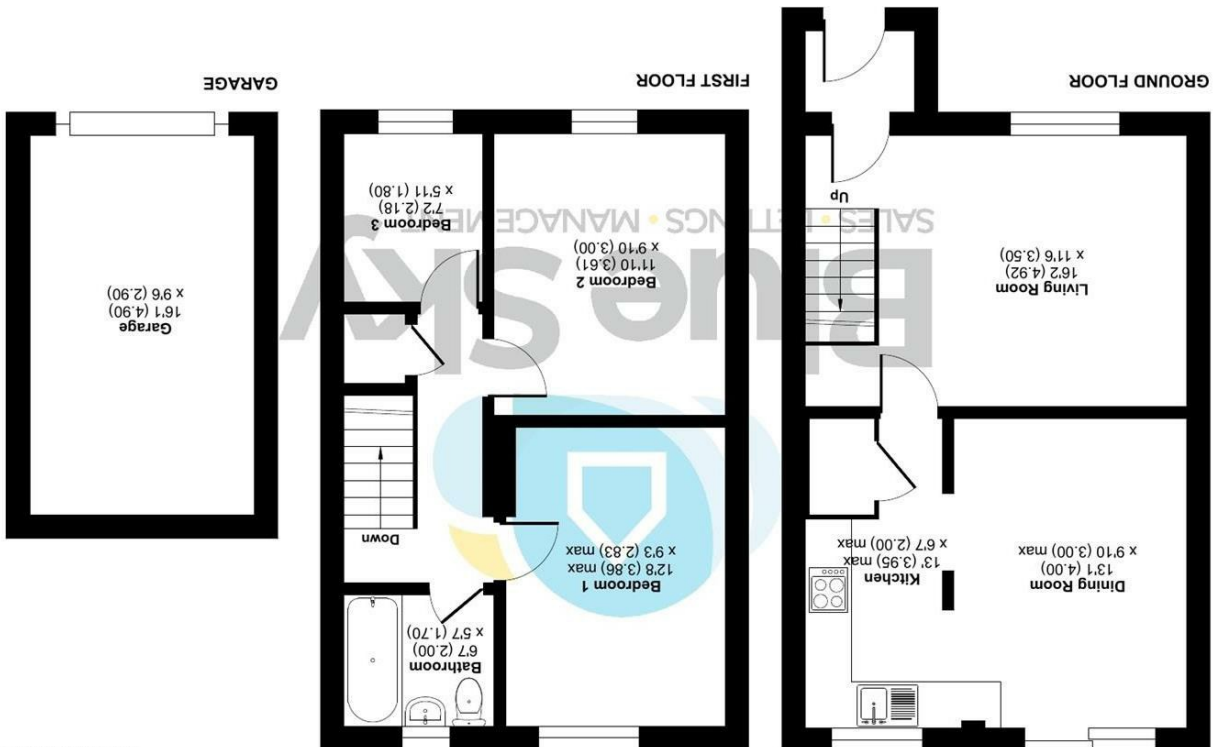 Dining Room
13'1 (4.00)
x 9'10 (3.00) max
Kitchen
13' (3.95) max
x 6'7 (2.00) max
Living Room
16'2 (4.92)
x 11'6 (3.50)
Up
GROUND FLOOR
Bedroom 1
12'8 (3.86) max
x 9'3 (2.83) max
Bathroom
6'7 (2.00)
x 5'7 (1.70)
Down
Bedroom 2
11'10 (3.61)
x 9'10 (3.00)
Bedroom 3
7'2 (2.18)
x 5'11 (1.80)
FIRST FLOOR
Garage
16'1 (4.90)
x 9'6 (2.90)
GARAGE
Blue Sky
SALES • LETTINGS • MANAGEMENT